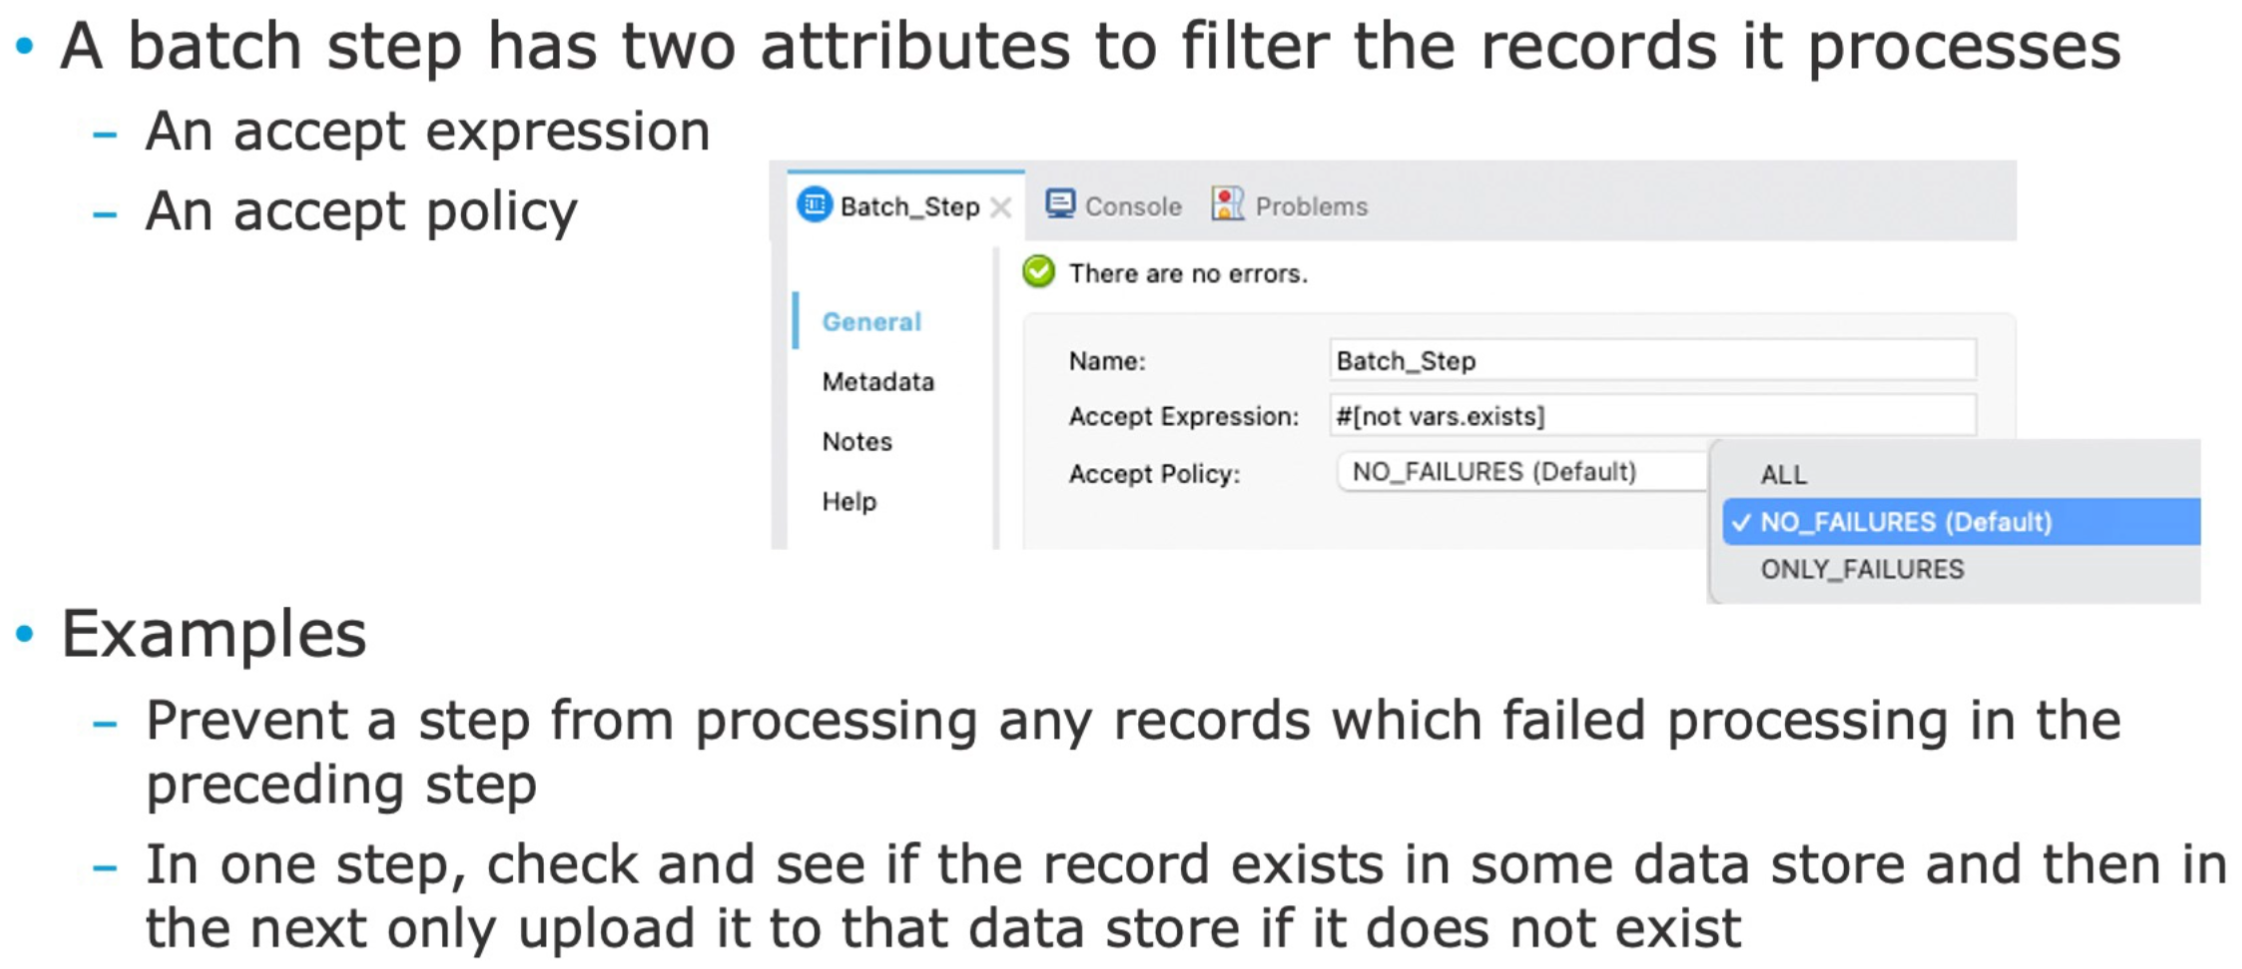 • A batch step has two attributes to filter the records it processes
– An accept expression
– An accept policy
Batch_Step Console Problems
There are no errors.
General
Name: Batch_Step
Metadata
Accept Expression: #[not vars.exists]
Notes
Accept Policy: NO_FAILURES (Default)
ALL
Help
✓ NO_FAILURES (Default)
ONLY_FAILURES
• Examples
– Prevent a step from processing any records which failed processing in the
preceding step
– In one step, check and see if the record exists in some data store and then in
the next only upload it to that data store if it does not exist